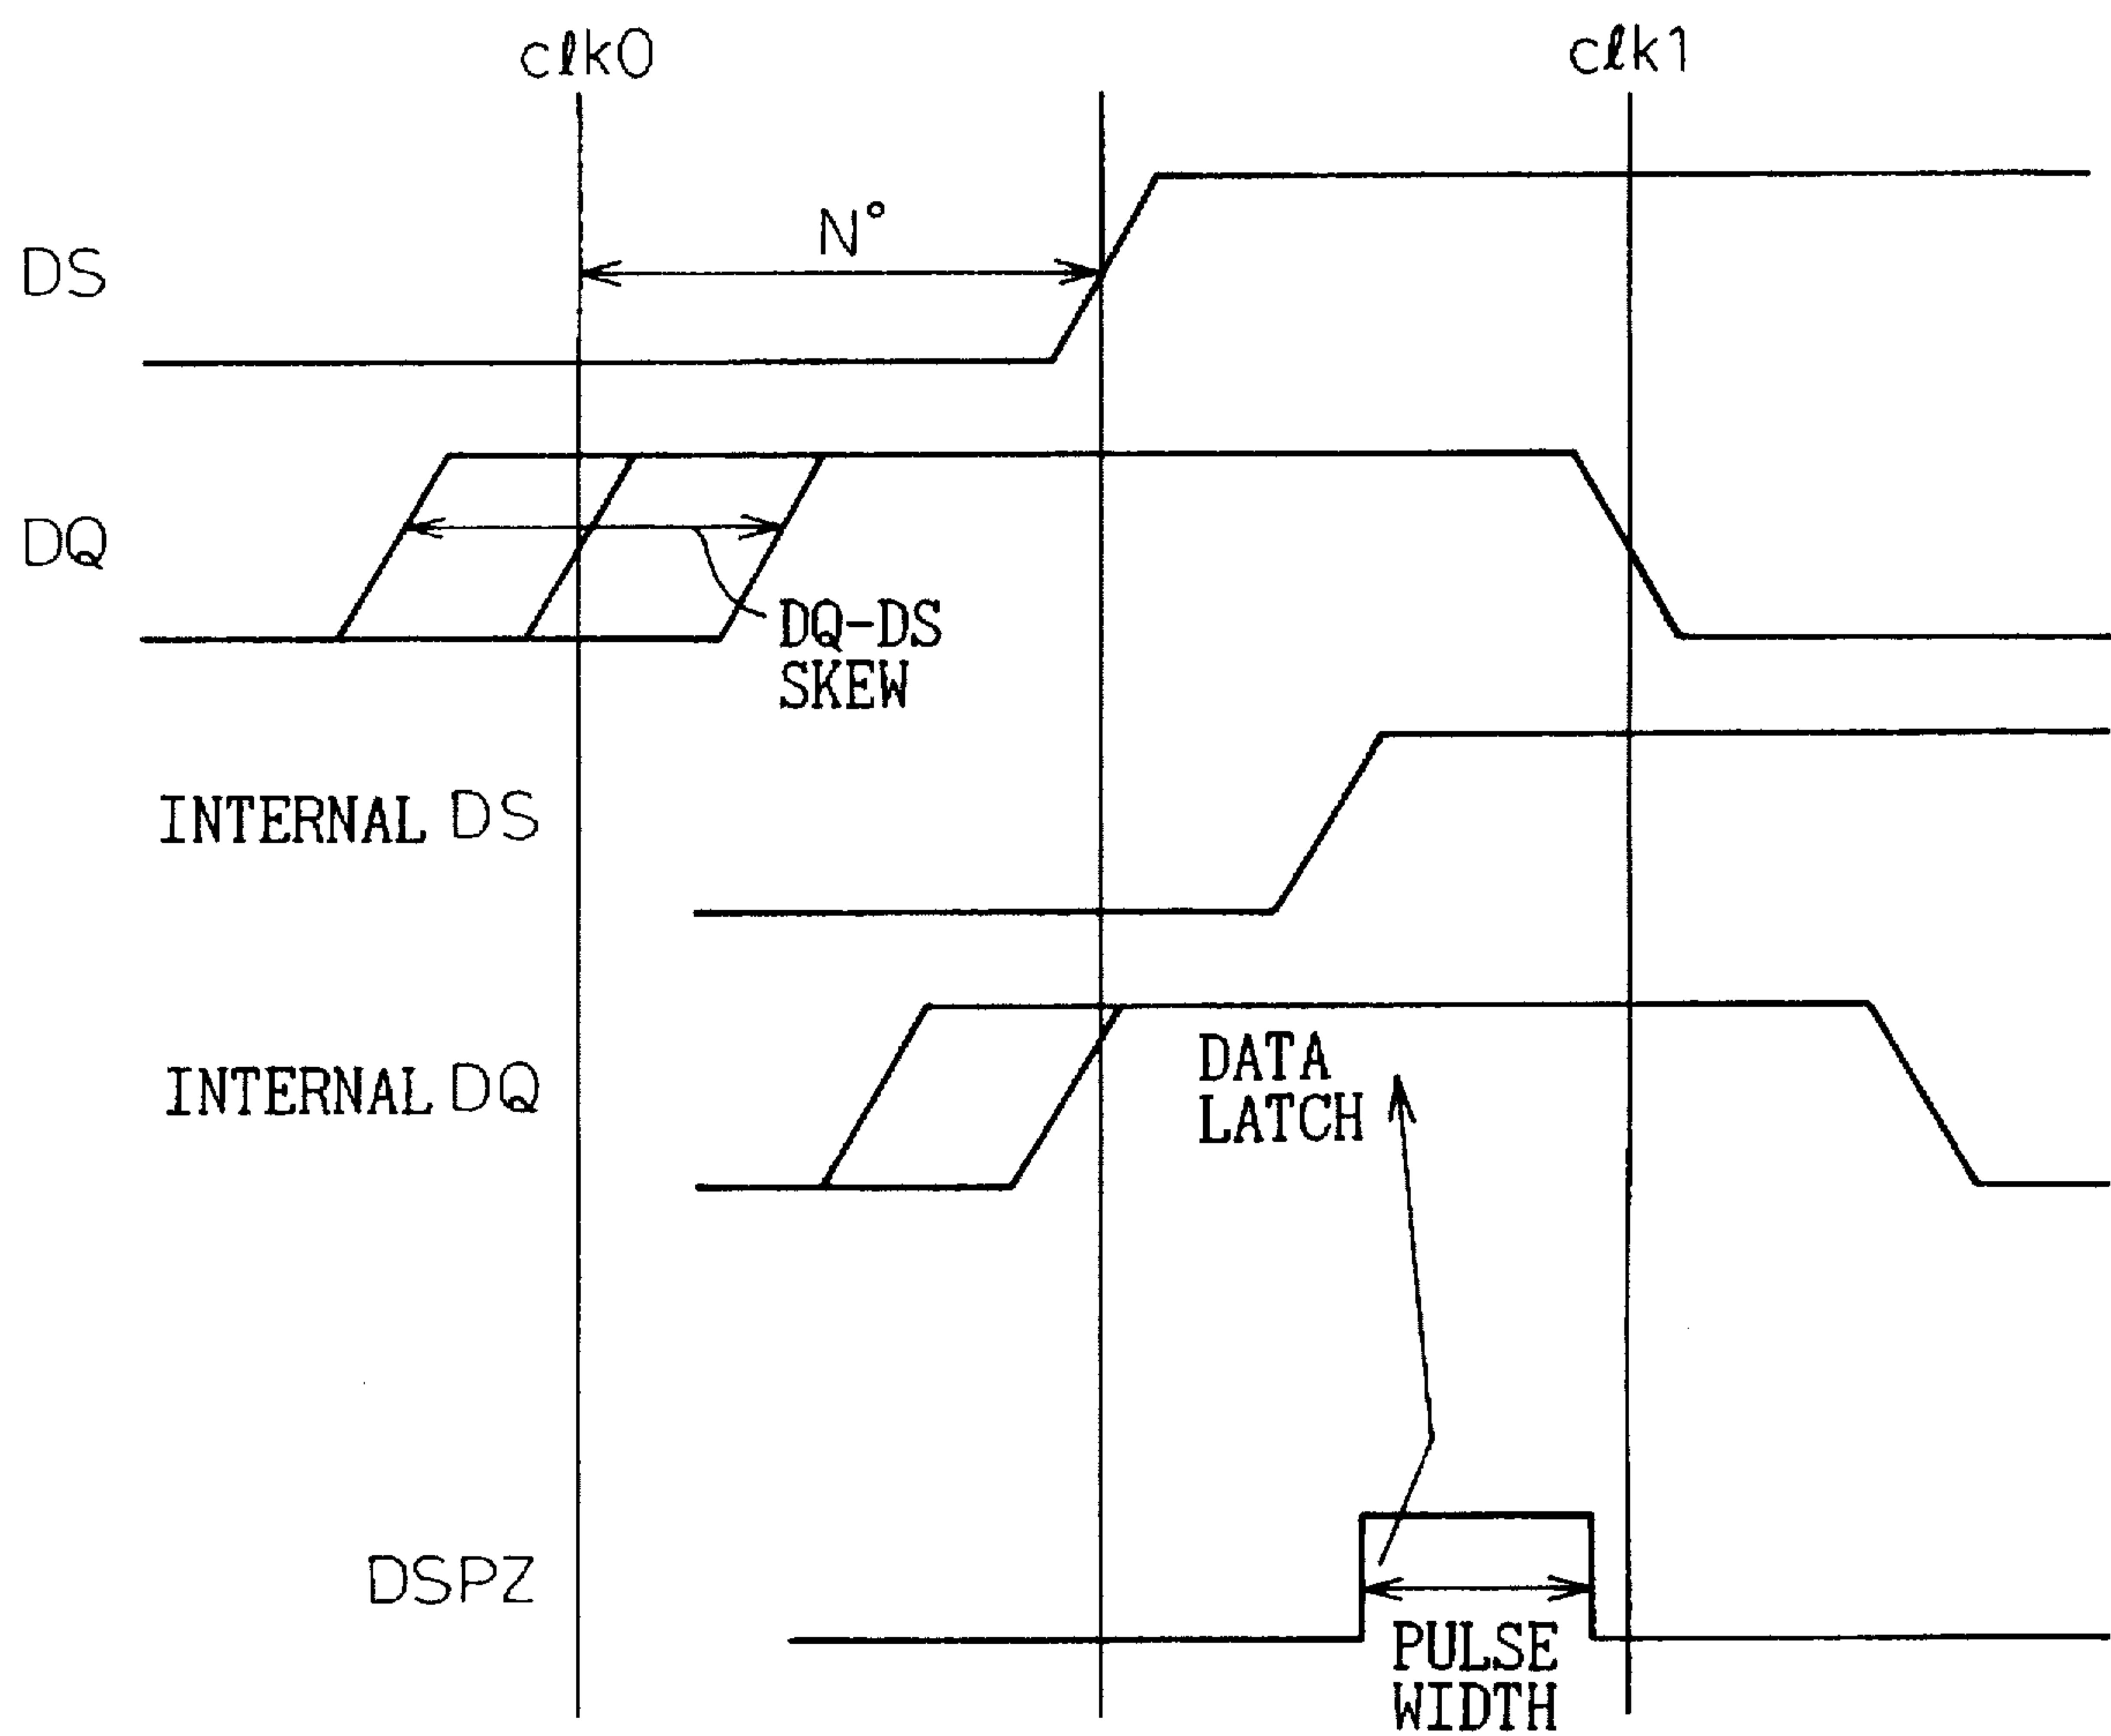 cℓk0
cℓk1
N°
DS
DQ
DQ-DS
SKEW
INTERNAL DS
INTERNAL DQ
DATA
LATCH
DSPZ
PULSE
WIDTH